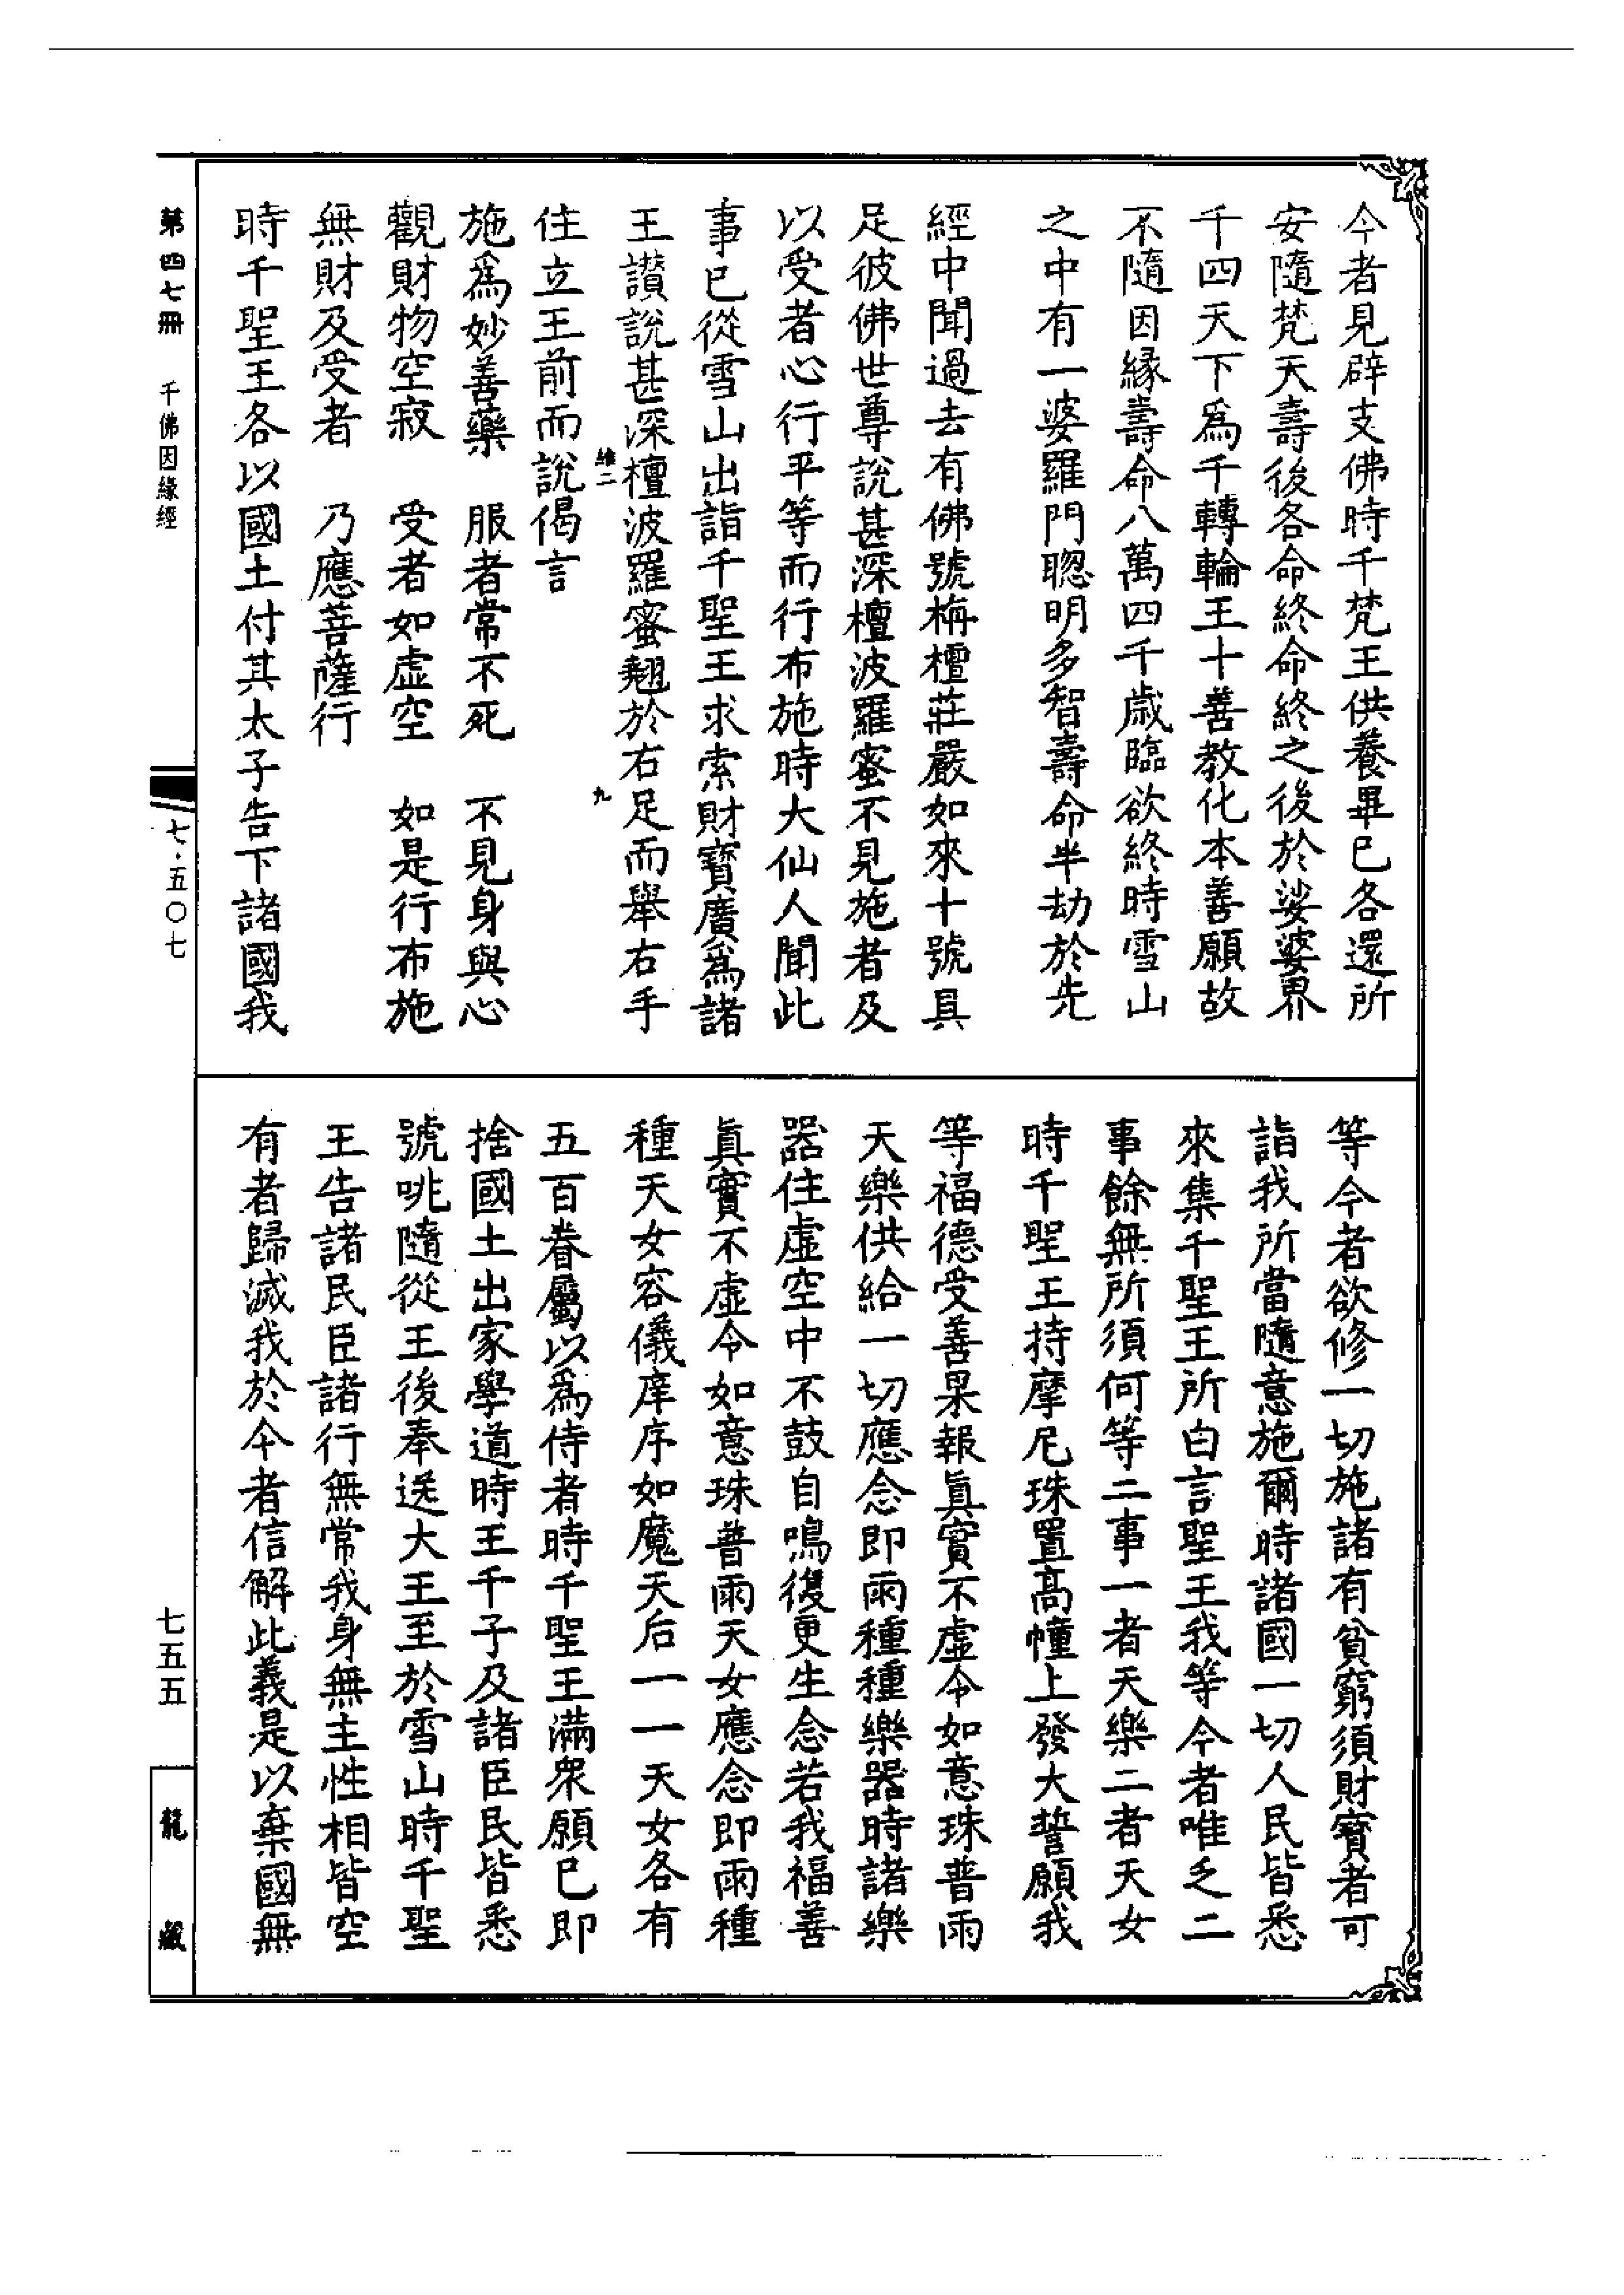 今者見辟支佛時千梵王供養畢已各還所
安隨梵天壽後各命終命終之後於娑婆界
千四天下爲千轉輪王十善教化本善願故
不隨因緣壽命八萬四千歲臨欲終時雪山
之中有一婆羅門聰明多智壽命半劫於先
經中聞過去有佛號栴檀莊嚴如來十號具
足彼佛世尊說甚深檀波羅蜜不見施者及
以受者心行平等而行布施時大仙人聞此
事已從雪山出詣千聖王求索財寶廣爲諸
王讚說甚深檀波羅蜜翹於右足而舉右手
維二
九
住立王前而說偈言
施爲妙善藥　服者常不死　不見身與心
觀財物空寂　受者如虛空　如是行布施
無財及受者　乃應菩薩行
時千聖王各以國土付其太子告下諸國我
等今者欲修一切施諸有貧窮須財寶者可
詣我所當隨意施爾時諸國一切人民皆悉
來集千聖王所白言聖王我等今者唯乏二
事餘無所須何等二事一者天樂二者天女
時千聖王持摩尼珠置高幢上發大誓願我
等福德受善果報眞實不虛令如意珠普雨
天樂供給一切應念即雨種種樂器時諸樂
器住虛空中不鼓自鳴復更生念若我福善
眞實不虛令如意珠普雨天女應念即雨種
種天女容儀庠序如魔天后一一天女各有
五百眷屬以爲侍者時千聖王滿衆願已即
捨國土出家學道時王千子及諸臣民皆悉
號咷隨從王後奉送大王至於雪山時千聖
王告諸民臣諸行無常我身無主性相皆空
有者歸滅我於今者信解此義是以棄國無
第四七冊　千佛因緣經
七·五〇七
七五五
龍藏